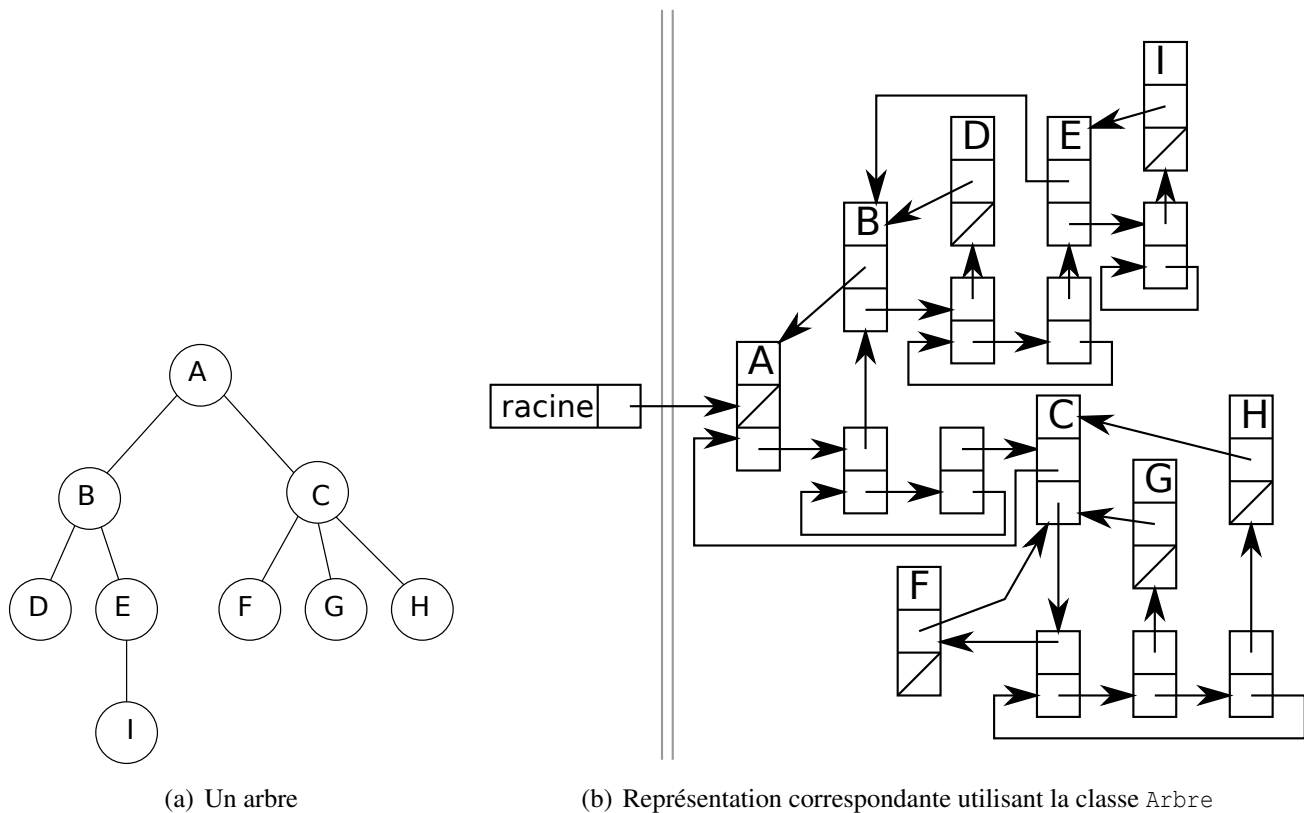 A
B
C
D
E
F
G
H
I
I
D
E
B
A
racine
C
H
G
F
(a) Un arbre
(b) Représentation correspondante utilisant la classe Arbre